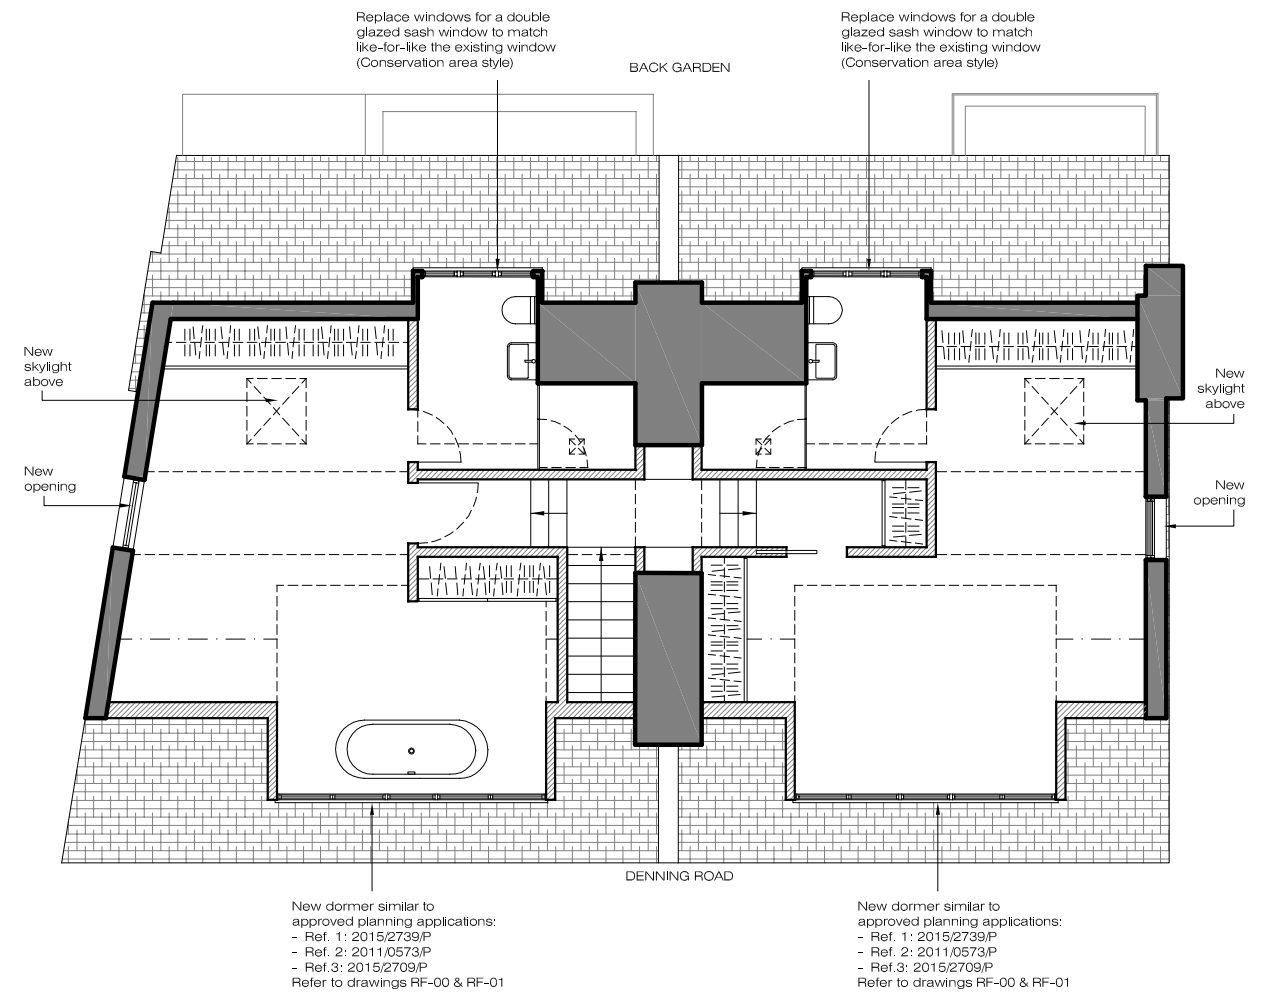 Replace windows for a double
glazed sash window to match
like-for-like the existing window
(Conservation area style)
Replace windows for a double
glazed sash window to match
like-for-like the existing window
(Conservation area style)
BACK GARDEN
New
skylight
above
New
skylight
above
New
opening
New
opening
DENNING ROAD
New dormer similar to
approved planning applications:
- Ref. 1: 2015/2739/P
- Ref. 2: 2011/0573/P
- Ref.3: 2015/2709/P
Refer to drawings RF-00 & RF-01
New dormer similar to
approved planning applications:
- Ref. 1: 2015/2739/P
- Ref. 2: 2011/0573/P
- Ref.3: 2015/2709/P
Refer to drawings RF-00 & RF-01